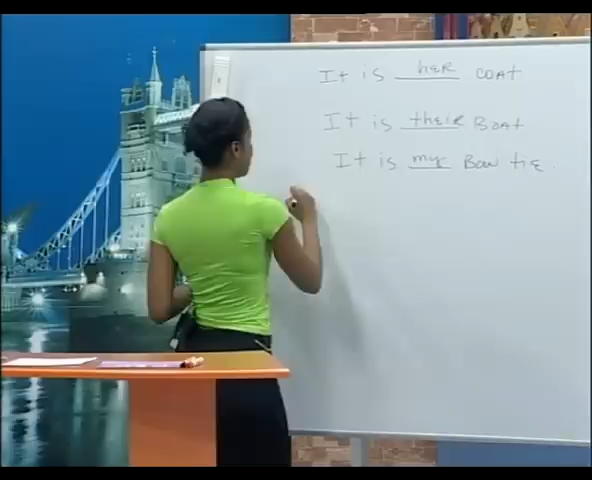 It is her coat
It is their Boat
It is my Bow tie.